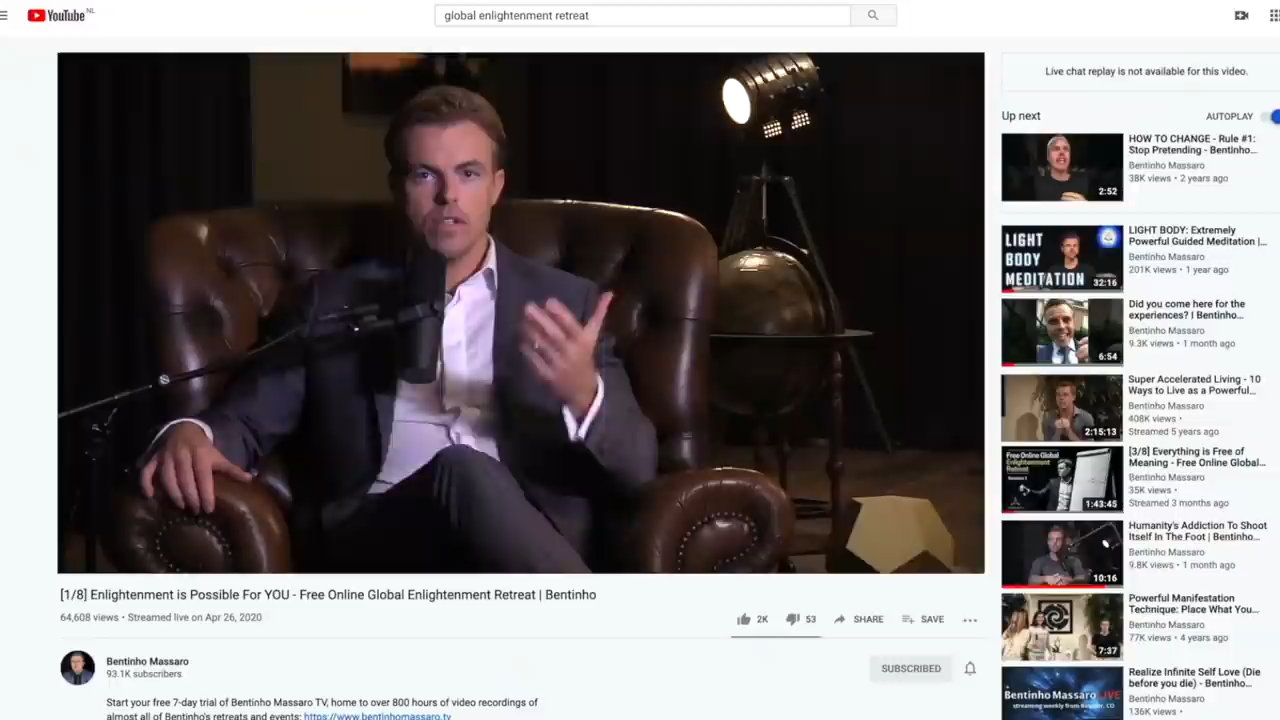 YouTube NL
global enlightenment retreat
Live chat replay is not available for this video.
Up next
AUTOPLAY
HOW TO CHANGE - Rule #1:
Stop Pretending - Bentinho...
Bentinho Massaro
38K views • 2 years ago
2:52
LIGHT
BODY
MEDITATION
32:16
LIGHT BODY: Extremely
Powerful Guided Meditation |...
Bentinho Massaro
201K views • 1 year ago
Did you come here for the
experiences? I Bentinho...
Bentinho Massaro
9.3K views • 1 month ago
6:54
Super Accelerated Living - 10
Ways to Live as a Powerful...
Bentinho Massaro
408K views •
Streamed 5 years ago
2:15:13
Free Online Global
Enlightenment
Retreat
1:43:45
[3/8] Everything is Free of
Meaning - Free Online Global...
Bentinho Massaro
35K views •
Streamed 3 months ago
Humanity's Addiction To Shoot
Itself In The Foot | Bentinho...
Bentinho Massaro
9.8K views • 1 month ago
10:16
Powerful Manifestation
Technique: Place What You...
Bentinho Massaro
77K views • 4 years ago
7:37
Bentinho Massaro LIVE
streaming weekly from Boulder, CO
Realize Infinite Self Love (Die
before you die) - Bentinho...
Bentinho Massaro
136K views •
[1/8] Enlightenment is Possible For YOU - Free Online Global Enlightenment Retreat | Bentinho
64,608 views • Streamed live on Apr 26, 2020
2K
53
SHARE
SAVE
Bentinho Massaro
93.1K subscribers
SUBSCRIBED
Start your free 7-day trial of Bentinho Massaro TV, home to over 800 hours of video recordings of
almost all of Bentinho's retreats and events: https://www.bentinhomassaro.tv